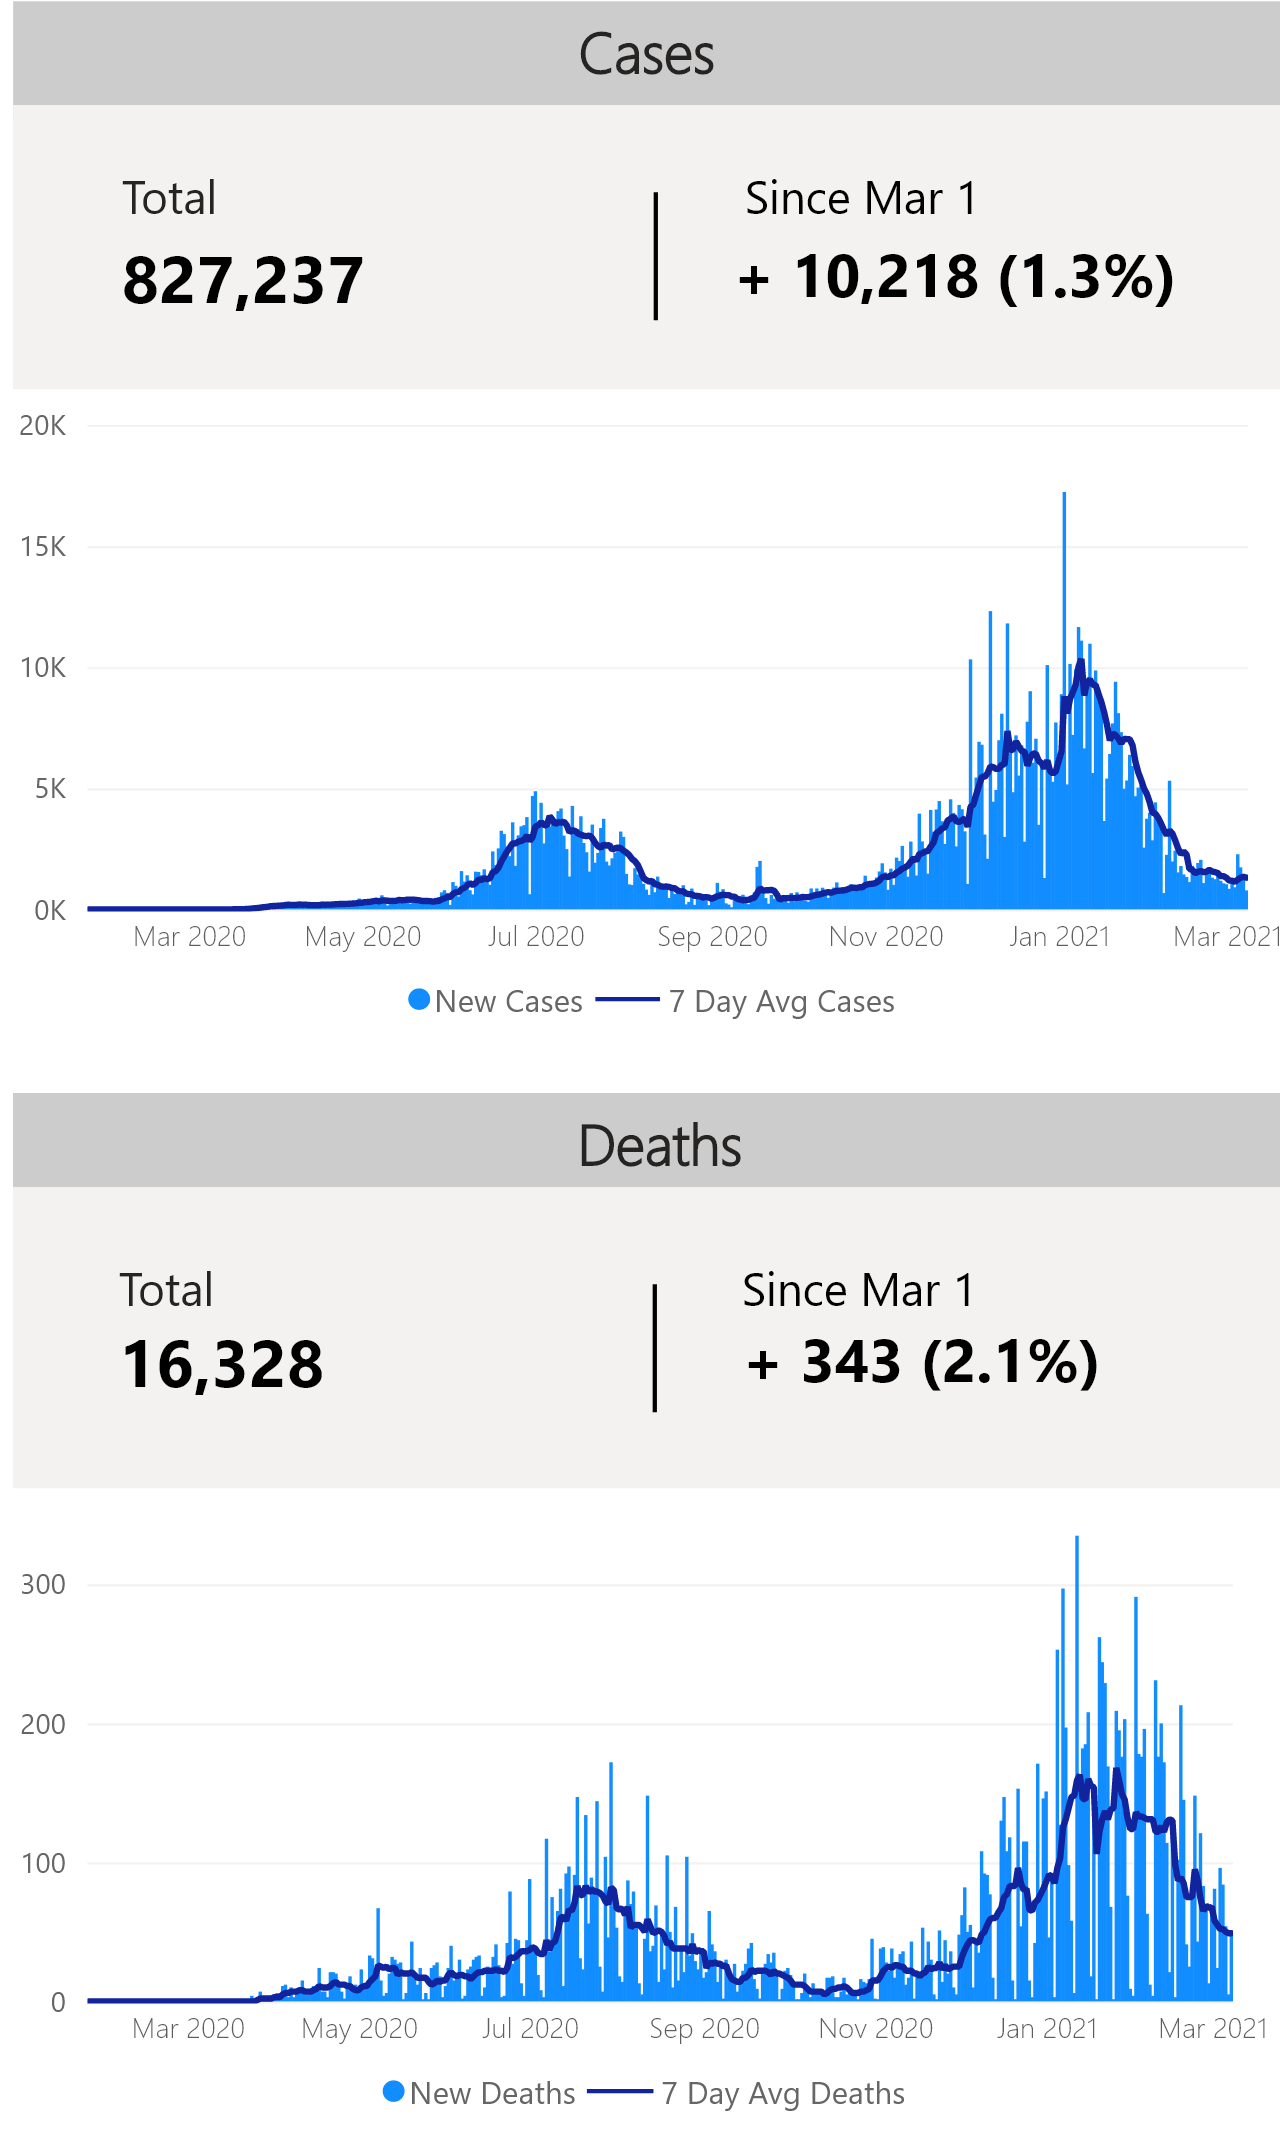 Cases
Total
Since Mar 1
827,237
+ 10,218 (1.3%)
20K
15K
10K
5K
0K
Mar 2020 May 2020 Jul 2020 Sep 2020 Nov 2020 Jan 2021 Mar 2021
New Cases 7 Day Avg Cases
Deaths
Total
Since Mar 1
16,328
+ 343 (2.1%)
300
200
100
0
Mar 2020 May 2020 Jul 2020 Sep 2020 Nov 2020 Jan 2021 Mar 2021
New Deaths 7 Day Avg Deaths